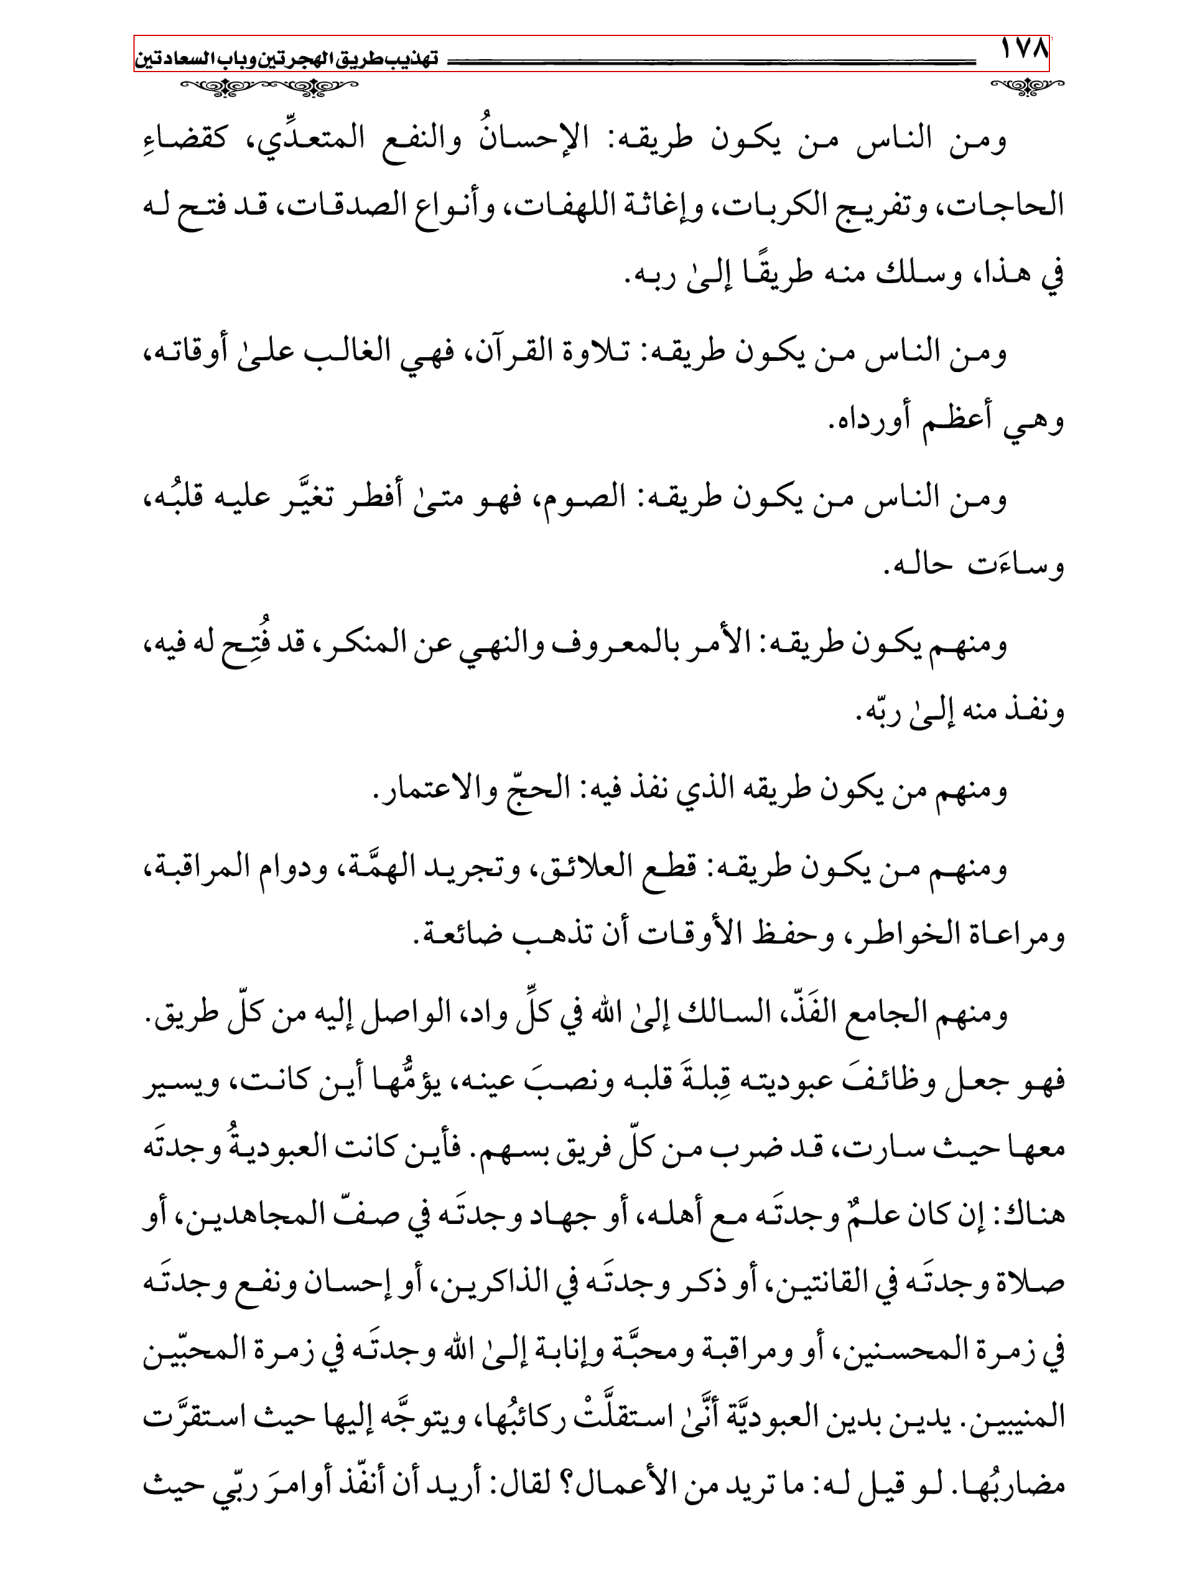 ١٧٨ تهذيب طريق الهجرتين وباب السعادتين
ومن الناس من يكون طريقه: الإحسانُ والنفع المتعدِّي، كقضاءِ
الحاجات، وتفريج الكربات، وإغاثة اللهفات، وأنواع الصدقات، قد فتح له
في هذا، وسلك منه طريقًا إلىٰ ربه.
ومن الناس من يكون طريقه: تلاوة القرآن، فهي الغالب علىٰ أوقاته،
وهي أعظم أورداه.
ومن الناس من يكون طريقه: الصوم، فهو متىٰ أفطر تغيَّر عليه قلبُه،
وساءَت حاله.
ومنهم يكون طريقه: الأمر بالمعروف والنهي عن المنكر، قد فُتِح له فيه،
ونفذ منه إلىٰ ربّه.
ومنهم من يكون طريقه الذي نفذ فيه: الحجّ والاعتمار.
ومنهم من يكون طريقه: قطع العلائق، وتجريد الهمَّة، ودوام المراقبة،
ومراعاة الخواطر، وحفظ الأوقات أن تذهب ضائعة.
ومنهم الجامع الفَذّ، السالك إلىٰ الله في كلِّ واد، الواصل إليه من كلّ طريق.
فهو جعل وظائفَ عبوديته قِبلةَ قلبه ونصبَ عينه، يؤمُّها أين كانت، ويسير
معها حيث سارت، قد ضرب من كلّ فريق بسهم. فأين كانت العبوديةُ وجدتَه
هناك: إن كان علمٌ وجدتَه مع أهله، أو جهاد وجدتَه في صفّ المجاهدين، أو
صلاة وجدتَه في القانتين، أو ذكر وجدتَه في الذاكرين، أو إحسان ونفع وجدتَه
في زمرة المحسنين، أو ومراقبة ومحبَّة وإنابة إلىٰ الله وجدتَه في زمرة المحبّين
المنيبين. يدين بدين العبوديَّة أنَّىٰ استقلَّتْ ركائبُها، ويتوجَّه إليها حيث استقرَّت
مضاربُها. لو قيل له: ما تريد من الأعمال؟ لقال: أريد أن أنفّذ أوامرَ ربّي حيث